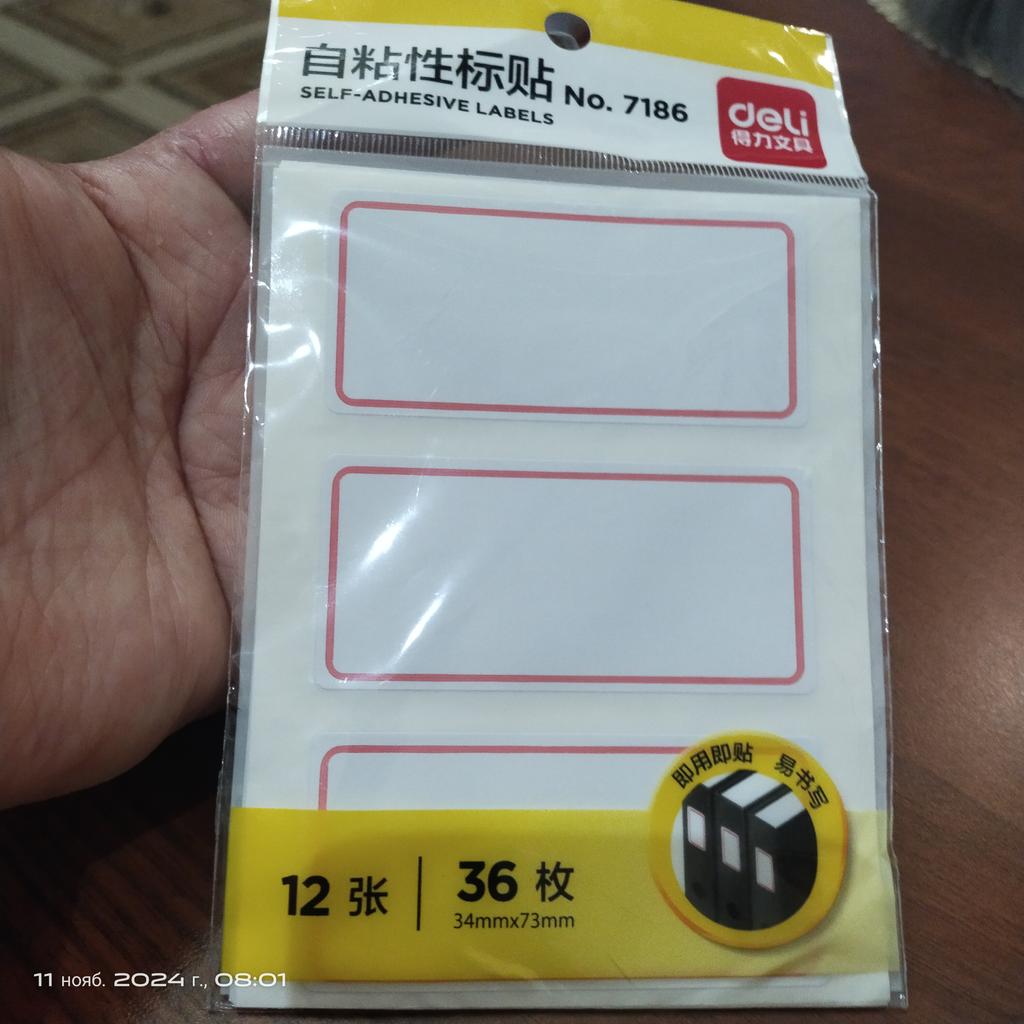 自粘性标贴 No. 7186
SELF-ADHESIVE LABELS
deli
得力文具
即用即贴 易书写
12 张 36 枚
34mmx73mm
11 нояб. 2024 г., 08:01